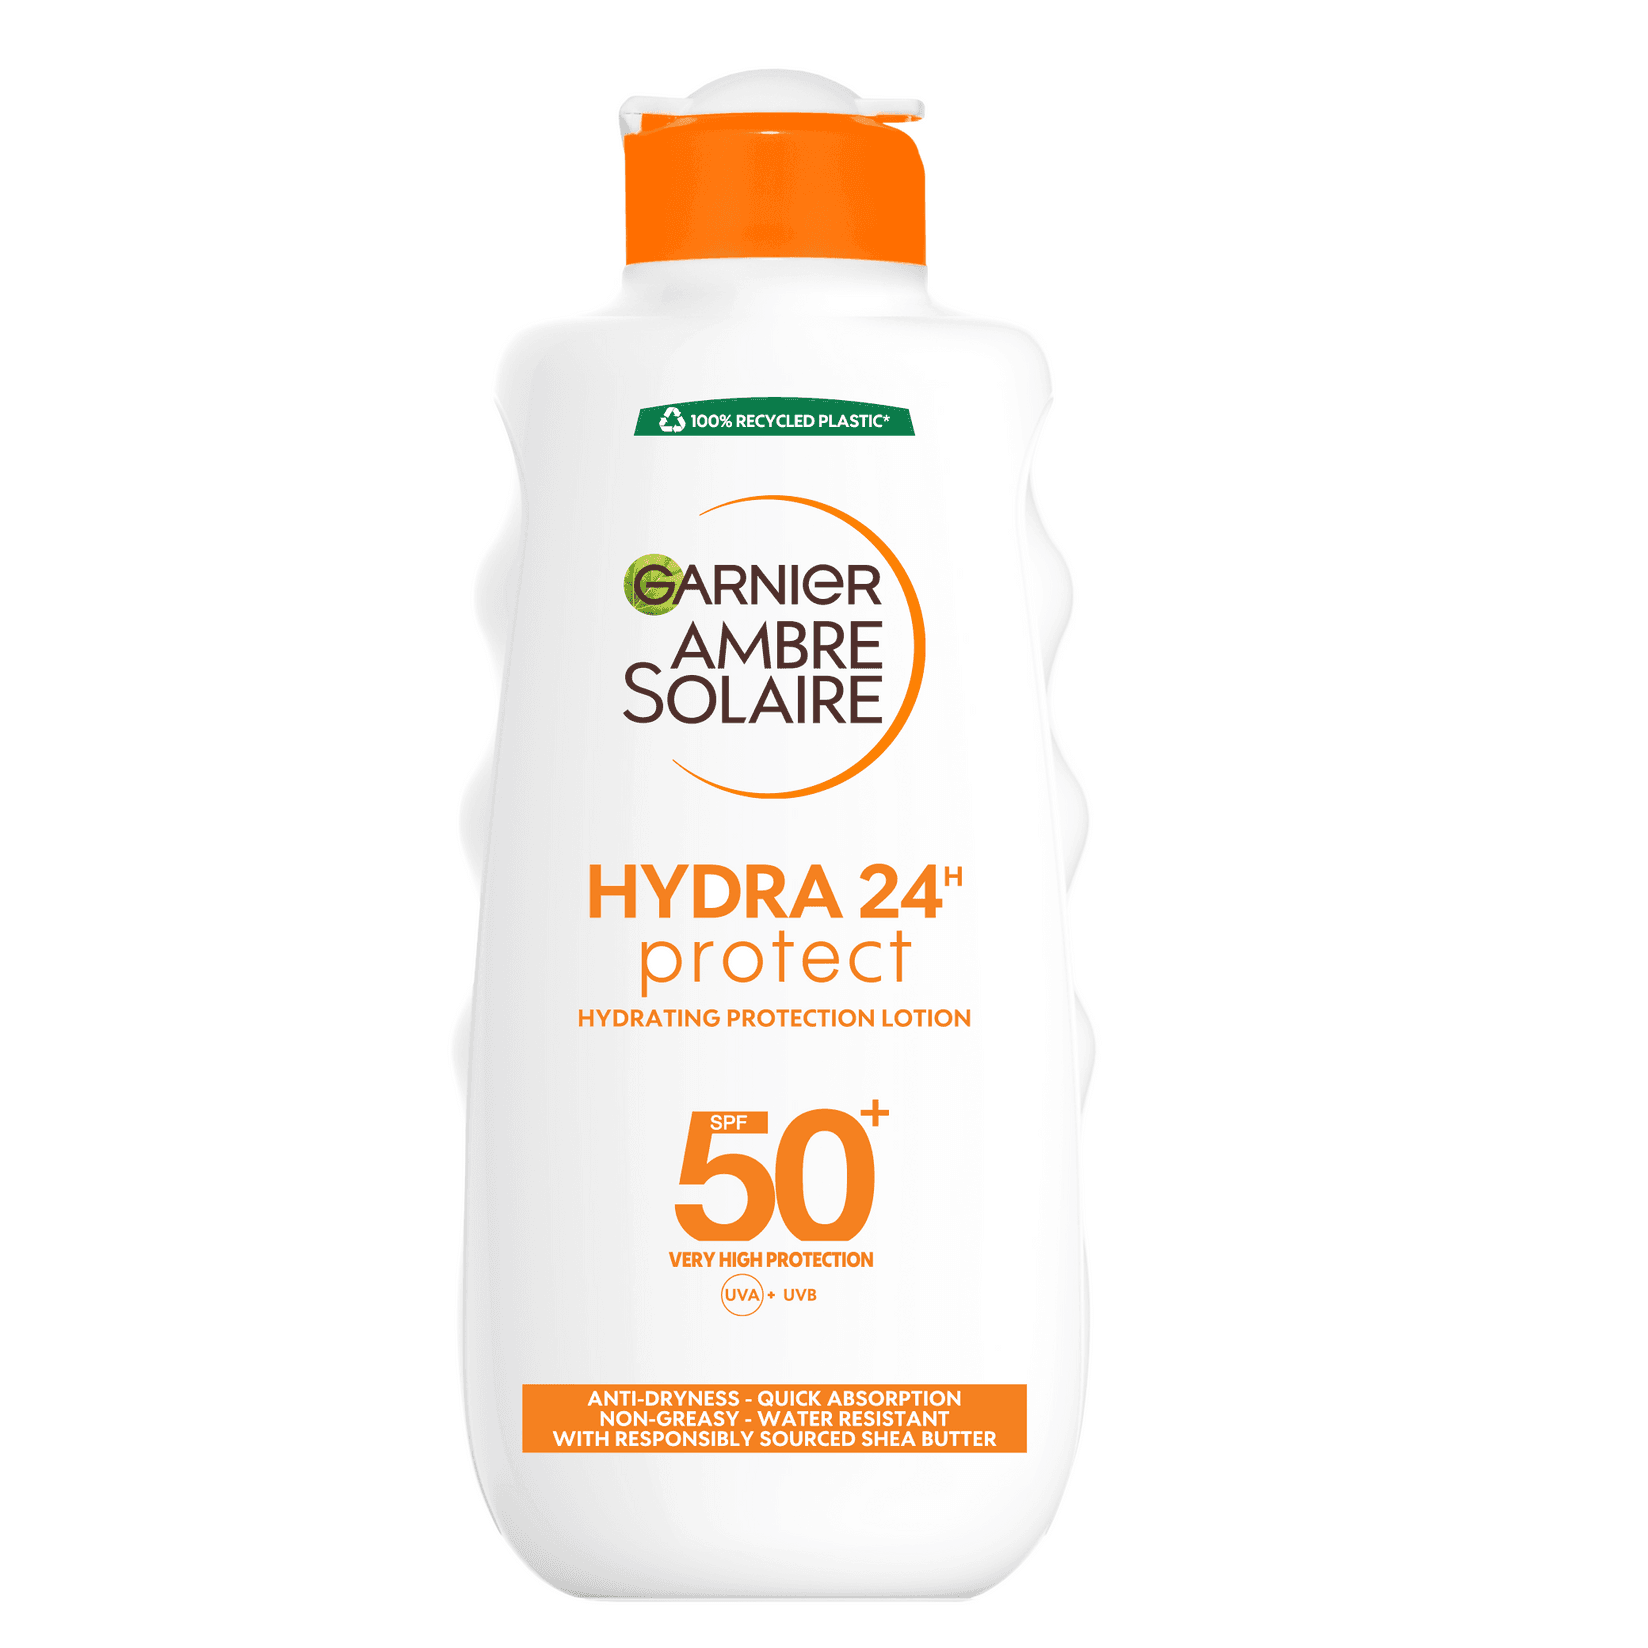 100% RECYCLED PLASTIC*
GARNIER
AMBRE
SOLAIRE
HYDRA 24H
protect
HYDRATING PROTECTION LOTION
SPF
50+
VERY HIGH PROTECTION
UVA + UVB
ANTI-DRYNESS - QUICK ABSORPTION
NON-GREASY - WATER RESISTANT
WITH RESPONSIBLY SOURCED SHEA BUTTER